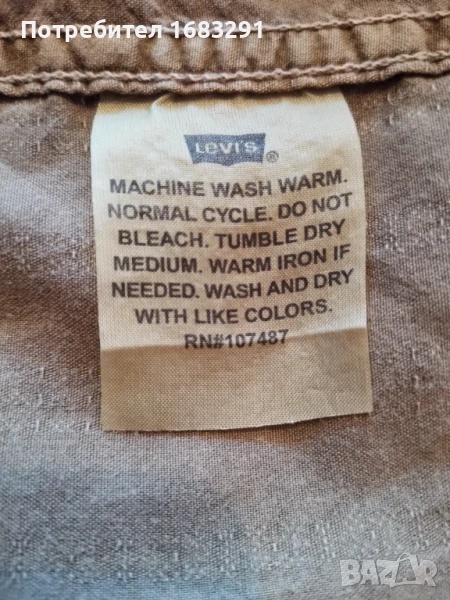 Потребител 1683291
Levi's
MACHINE WASH WARM.
NORMAL CYCLE. DO NOT
BLEACH. TUMBLE DRY
MEDIUM. WARM IRON IF
NEEDED. WASH AND DRY
WITH LIKE COLORS.
RN#107487
BAZAR